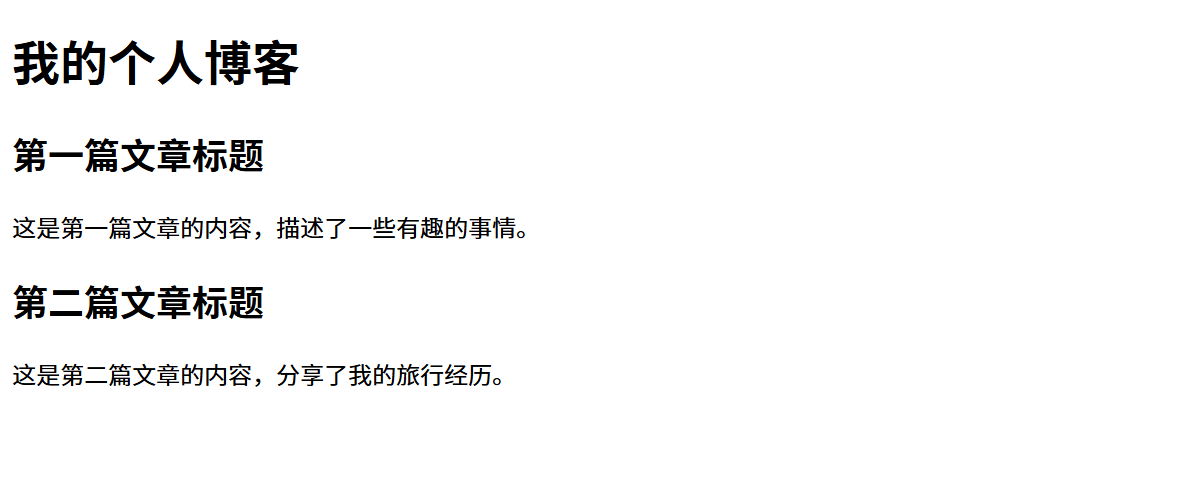 我的个人博客
第一篇文章标题
这是第一篇文章的内容，描述了一些有趣的事情。
第二篇文章标题
这是第二篇文章的内容，分享了我的旅行经历。